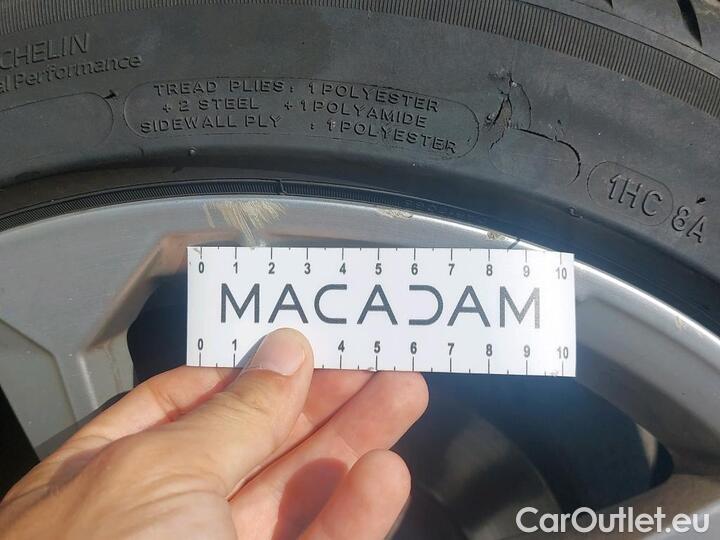 CHELIN
al Performance
TREAD PLIES: 1 POLYESTER
+ 2 STEEL + 1 POLYAMIDE
SIDEWALL PLY : 1 POLYESTER
1HC 8A
0 1 2 3 4 5 6 7 8 9 10
MACADAM
0 1 4 5 6 7 8 9 10
CarOutlet.eu